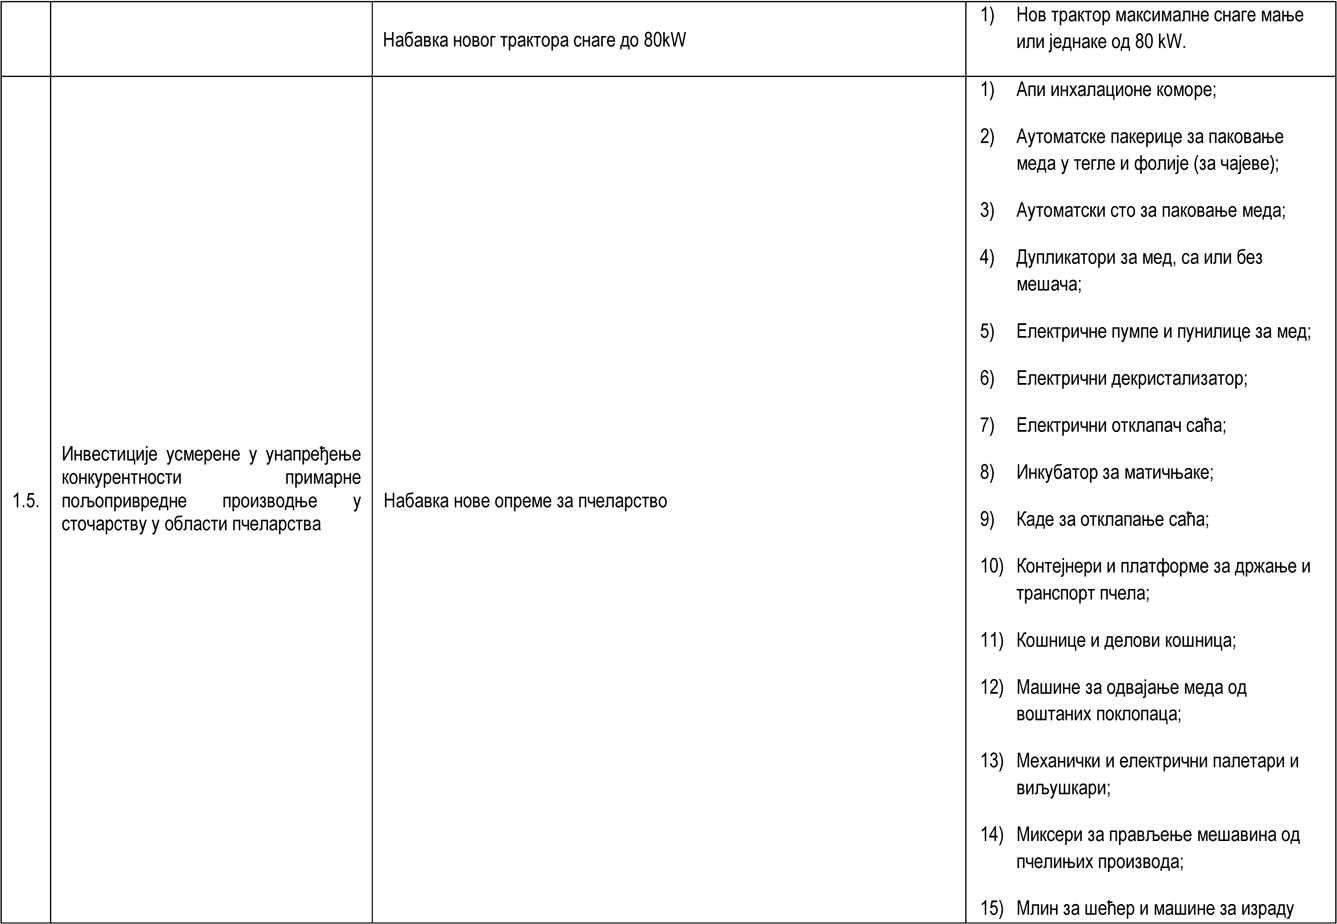 Набавка новог трактора снаге до 80kW
1) Нов трактор максималне снаге мање
или једнаке од 80 kW.
1.5.
Инвестиције усмерене у унапређење
конкурентности примарне
пољопривредне производње у
сточарству у области пчеларства
Набавка нове опреме за пчеларство
1) Апи инхалационе коморе;
2) Аутоматске пакерице за паковање
меда у тегле и фолије (за чајеве);
3) Аутоматски сто за паковање меда;
4) Дупликатори за мед, са или без
мешача;
5) Електричне пумпе и пунилице за мед;
6) Електрични декристализатор;
7) Електрични отклапач саћа;
8) Инкубатор за матичњаке;
9) Каде за отклапање саћа;
10) Контејнери и платформе за држање и
транспорт пчела;
11) Кошнице и делови кошница;
12) Машине за одвајање меда од
воштаних поклопаца;
13) Механички и електрични палетари и
виљушкари;
14) Миксери за прављење мешавина од
пчелињих производа;
15) Млин за шећер и машине за израду